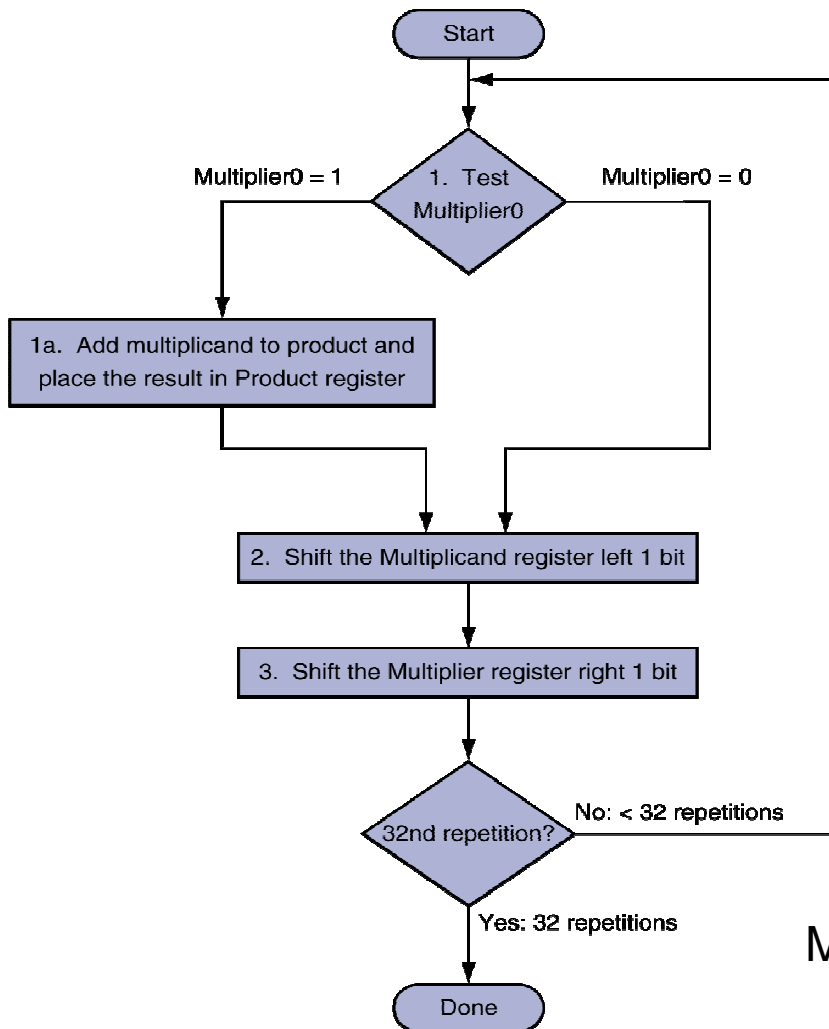 Start
Multiplier0 = 1
1. Test
Multiplier0
Multiplier0 = 0
1a. Add multiplicand to product and
place the result in Product register
2. Shift the Multiplicand register left 1 bit
3. Shift the Multiplier register right 1 bit
32nd repetition?
No: < 32 repetitions
Yes: 32 repetitions
M
Done